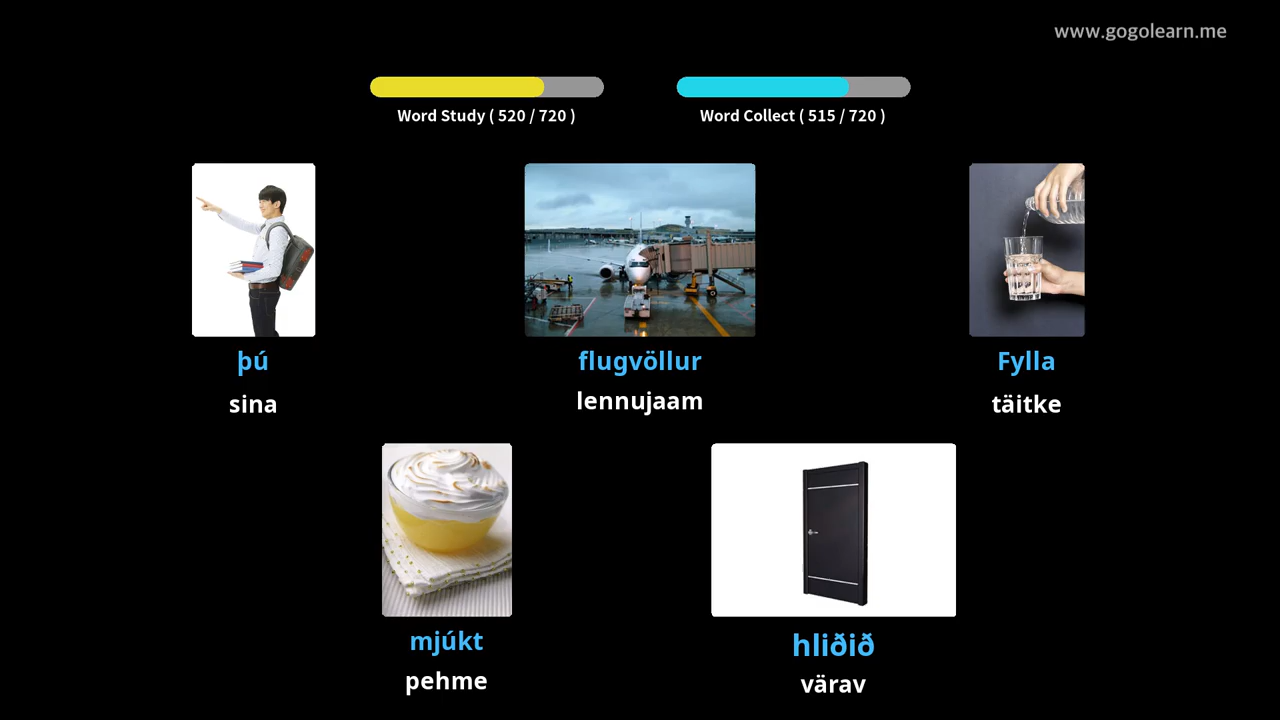 www.gogolearn.me
Word Study ( 520 / 720 )
Word Collect ( 515 / 720 )
þú
sina
flugvöllur
lennujaam
Fylla
täitke
mjúkt
pehme
hliðið
värav